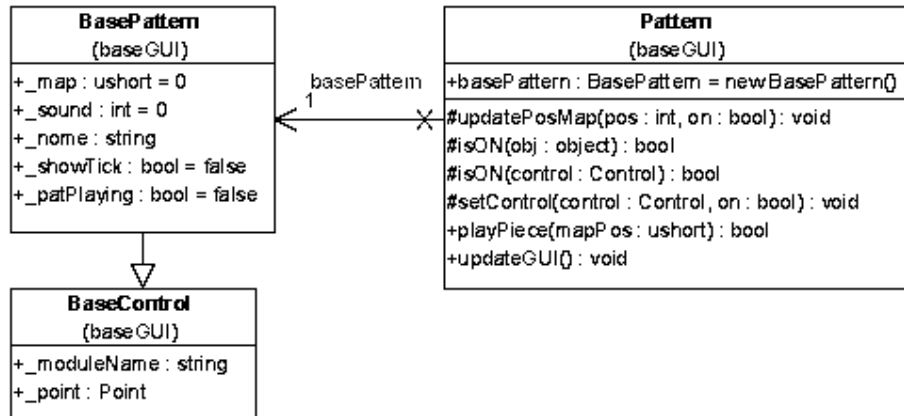 BasePattern
(baseGUI)
+_map : ushort = 0
+_sound : int = 0
+_nome : string
+_showTick : bool = false
+_patPlaying : bool = false
basePattern
1
Pattern
(baseGUI)
+basePattern : BasePattern = newBasePattern()
#updatePosMap(pos : int, on : bool) : void
#isON(obj : object) : bool
#isON(control : Control) : bool
#setControl(control : Control, on : bool) : void
+playPiece(mapPos : ushort) : bool
+updateGUI() : void
BaseControl
(baseGUI)
+_moduleName : string
+_point : Point